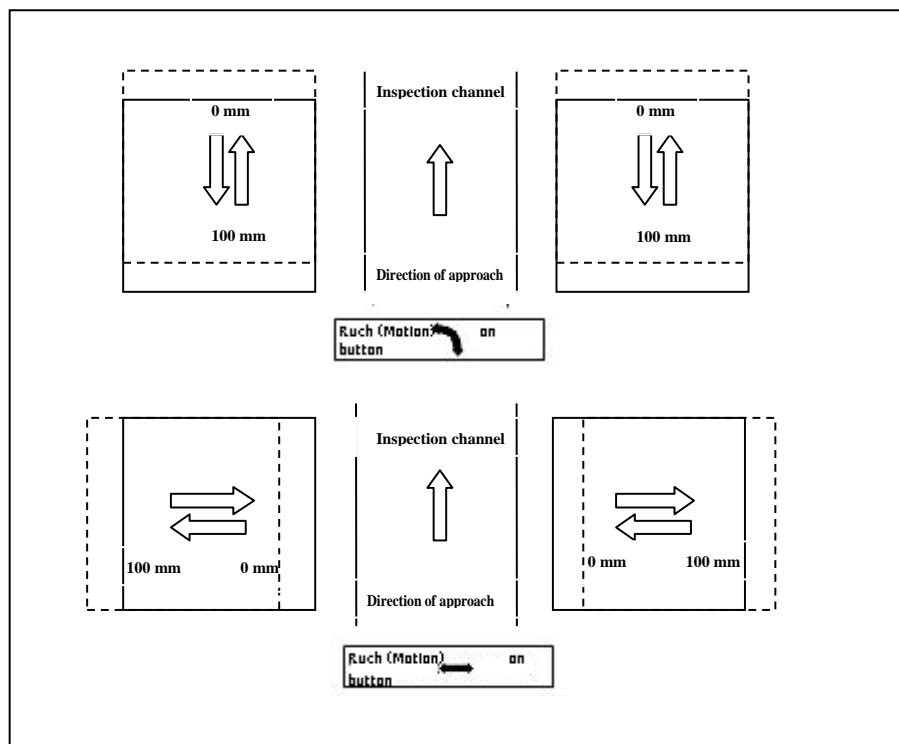 Inspection channel
0 mm
0 mm
100 mm
100 mm
Direction of approach
Ruch (Motion) on
button
Inspection channel
100 mm
0 mm
0 mm
100 mm
Direction of approach
Ruch (Motion) on
button